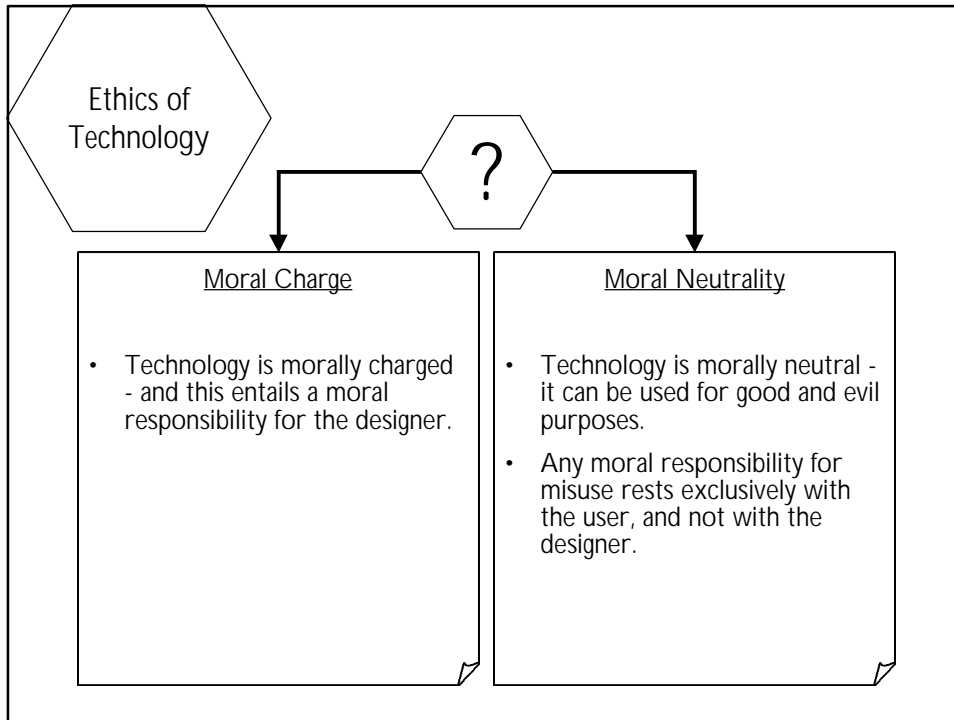 Ethics of
Technology
?
Moral Charge
• Technology is morally charged
- and this entails a moral
responsibility for the designer.
Moral Neutrality
• Technology is morally neutral -
it can be used for good and evil
purposes.
• Any moral responsibility for
misuse rests exclusively with
the user, and not with the
designer.